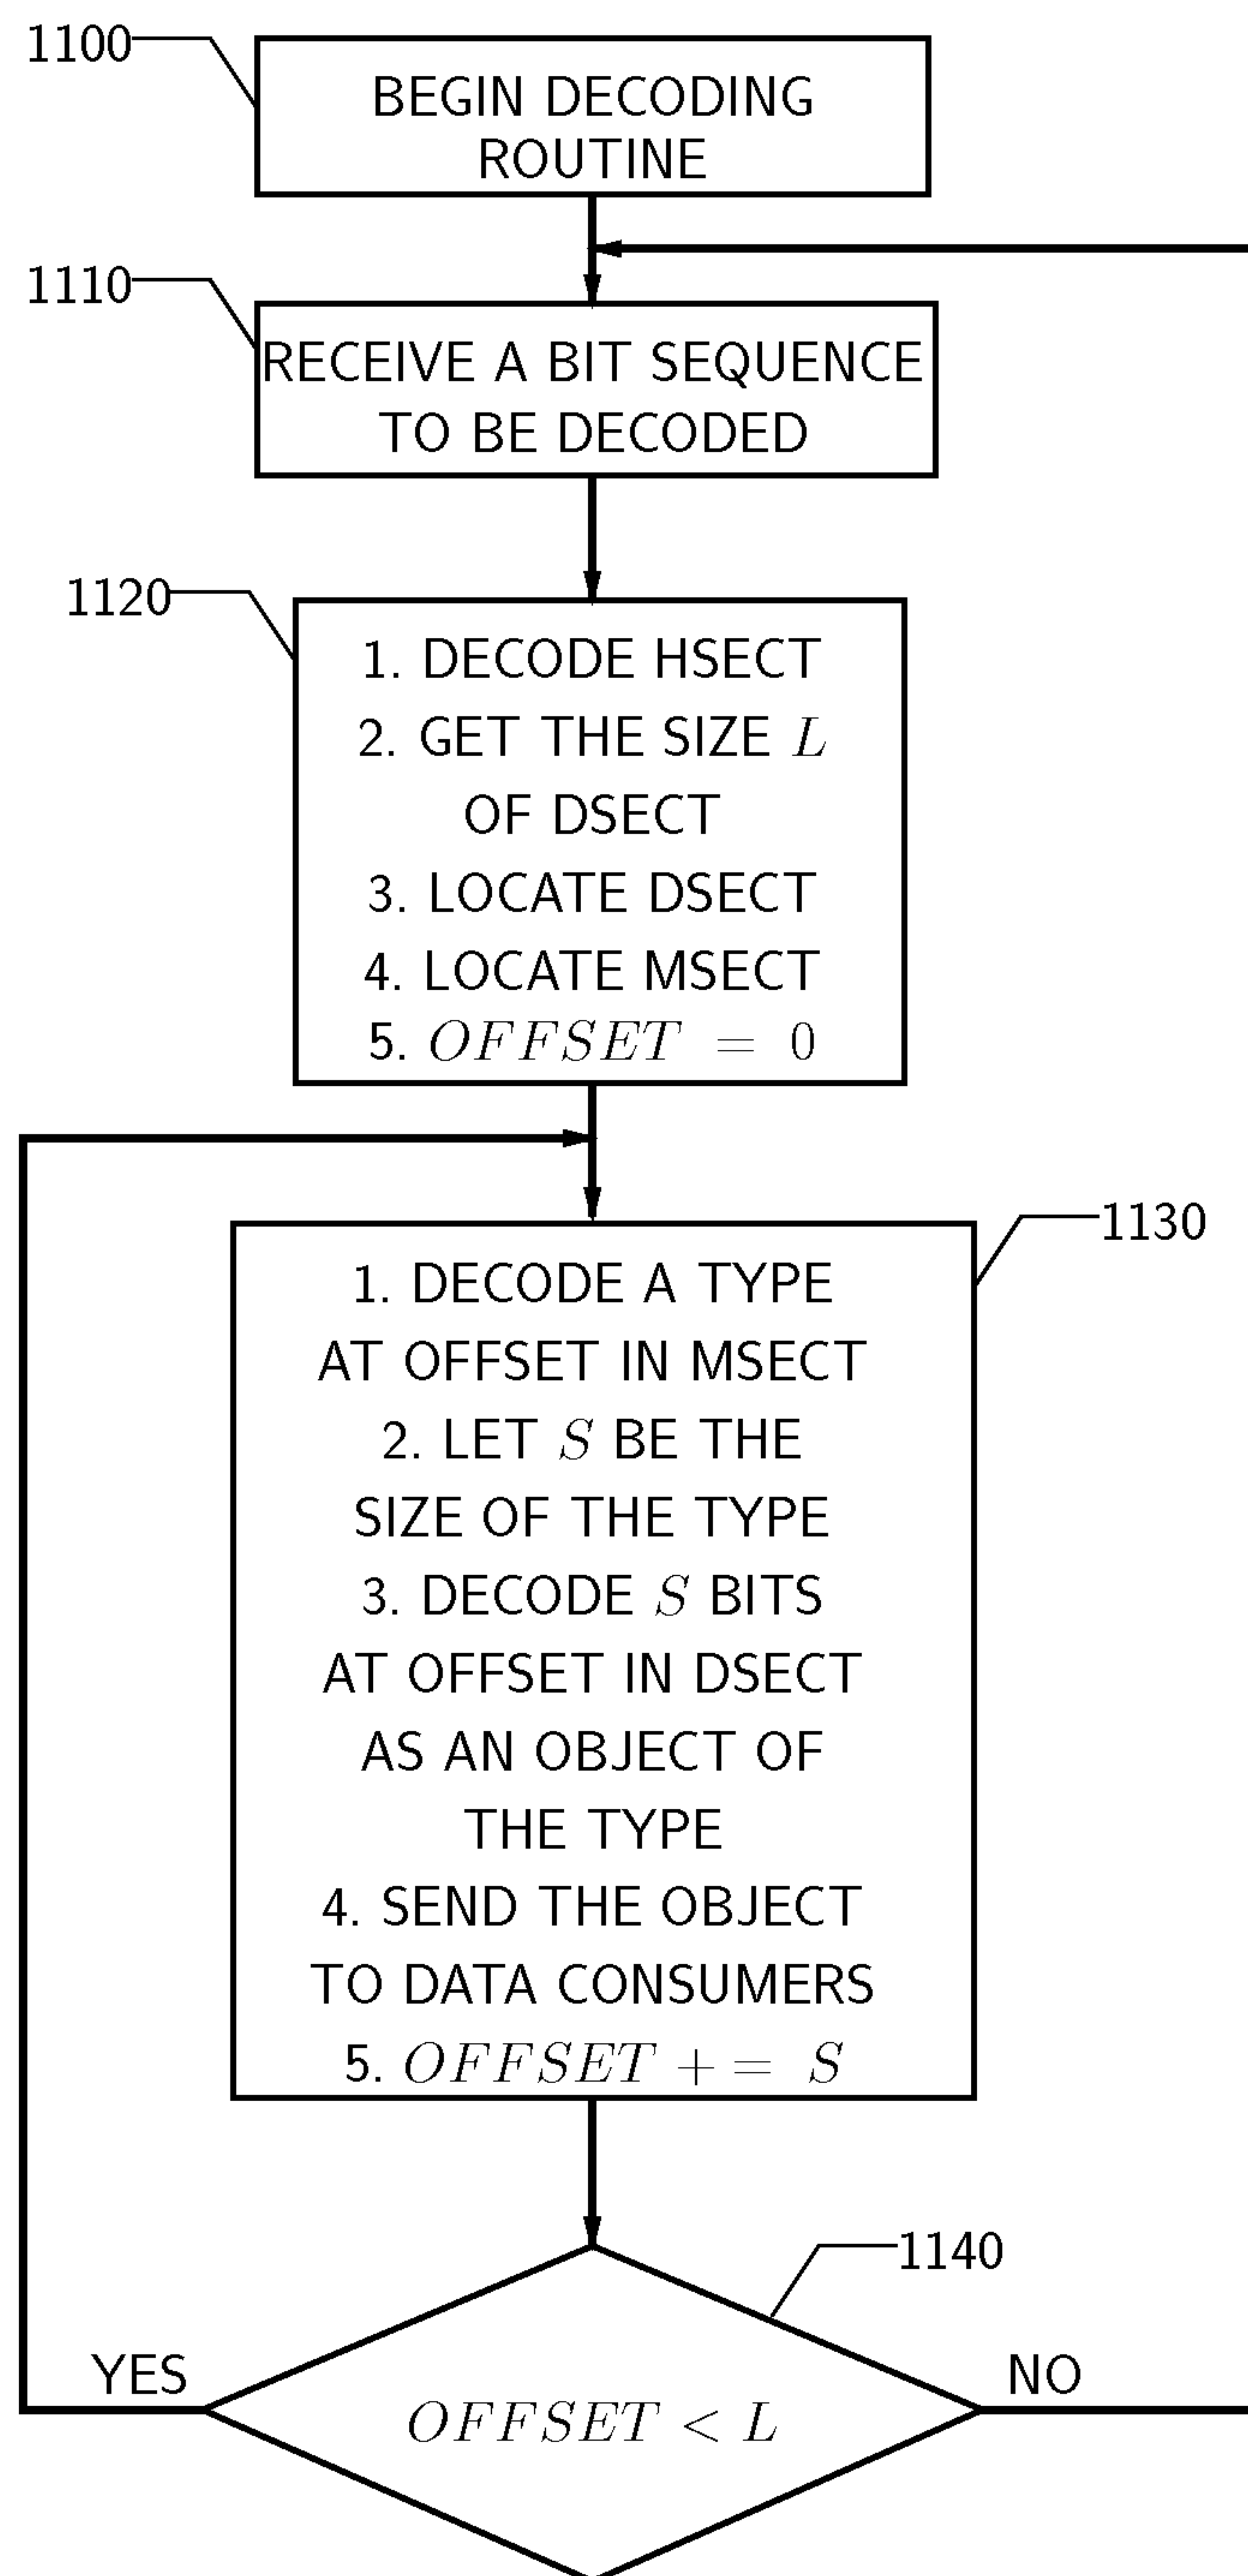 1100
BEGIN DECODING
ROUTINE
1110
RECEIVE A BIT SEQUENCE
TO BE DECODED
1120
1. DECODE HSECT
2. GET THE SIZE L
OF DSECT
3. LOCATE DSECT
4. LOCATE MSECT
5. OFFSET = 0
1130
1. DECODE A TYPE
AT OFFSET IN MSECT
2. LET S BE THE
SIZE OF THE TYPE
3. DECODE S BITS
AT OFFSET IN DSECT
AS AN OBJECT OF
THE TYPE
4. SEND THE OBJECT
TO DATA CONSUMERS
5. OFFSET += S
1140
YES
NO
OFFSET < L